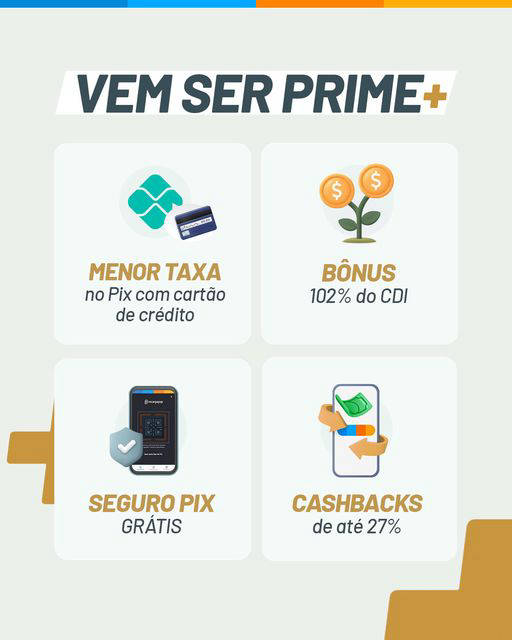 VEM SER PRIME+
MENOR TAXA
no Pix com cartão
de crédito
BÔNUS
102% do CDI
SEGURO PIX
GRÁTIS
CASHBACKS
de até 27%